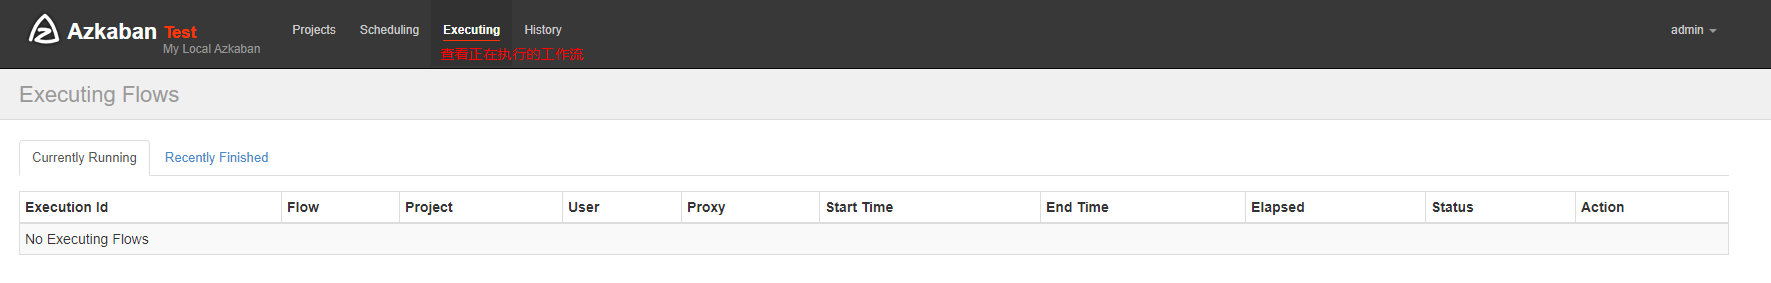 Azkaban Test
My Local Azkaban
Projects Scheduling Executing History
admin
查看正在执行的工作流
Executing Flows
Currently Running Recently Finished
Execution Id Flow Project User Proxy Start Time End Time Elapsed Status Action
No Executing Flows